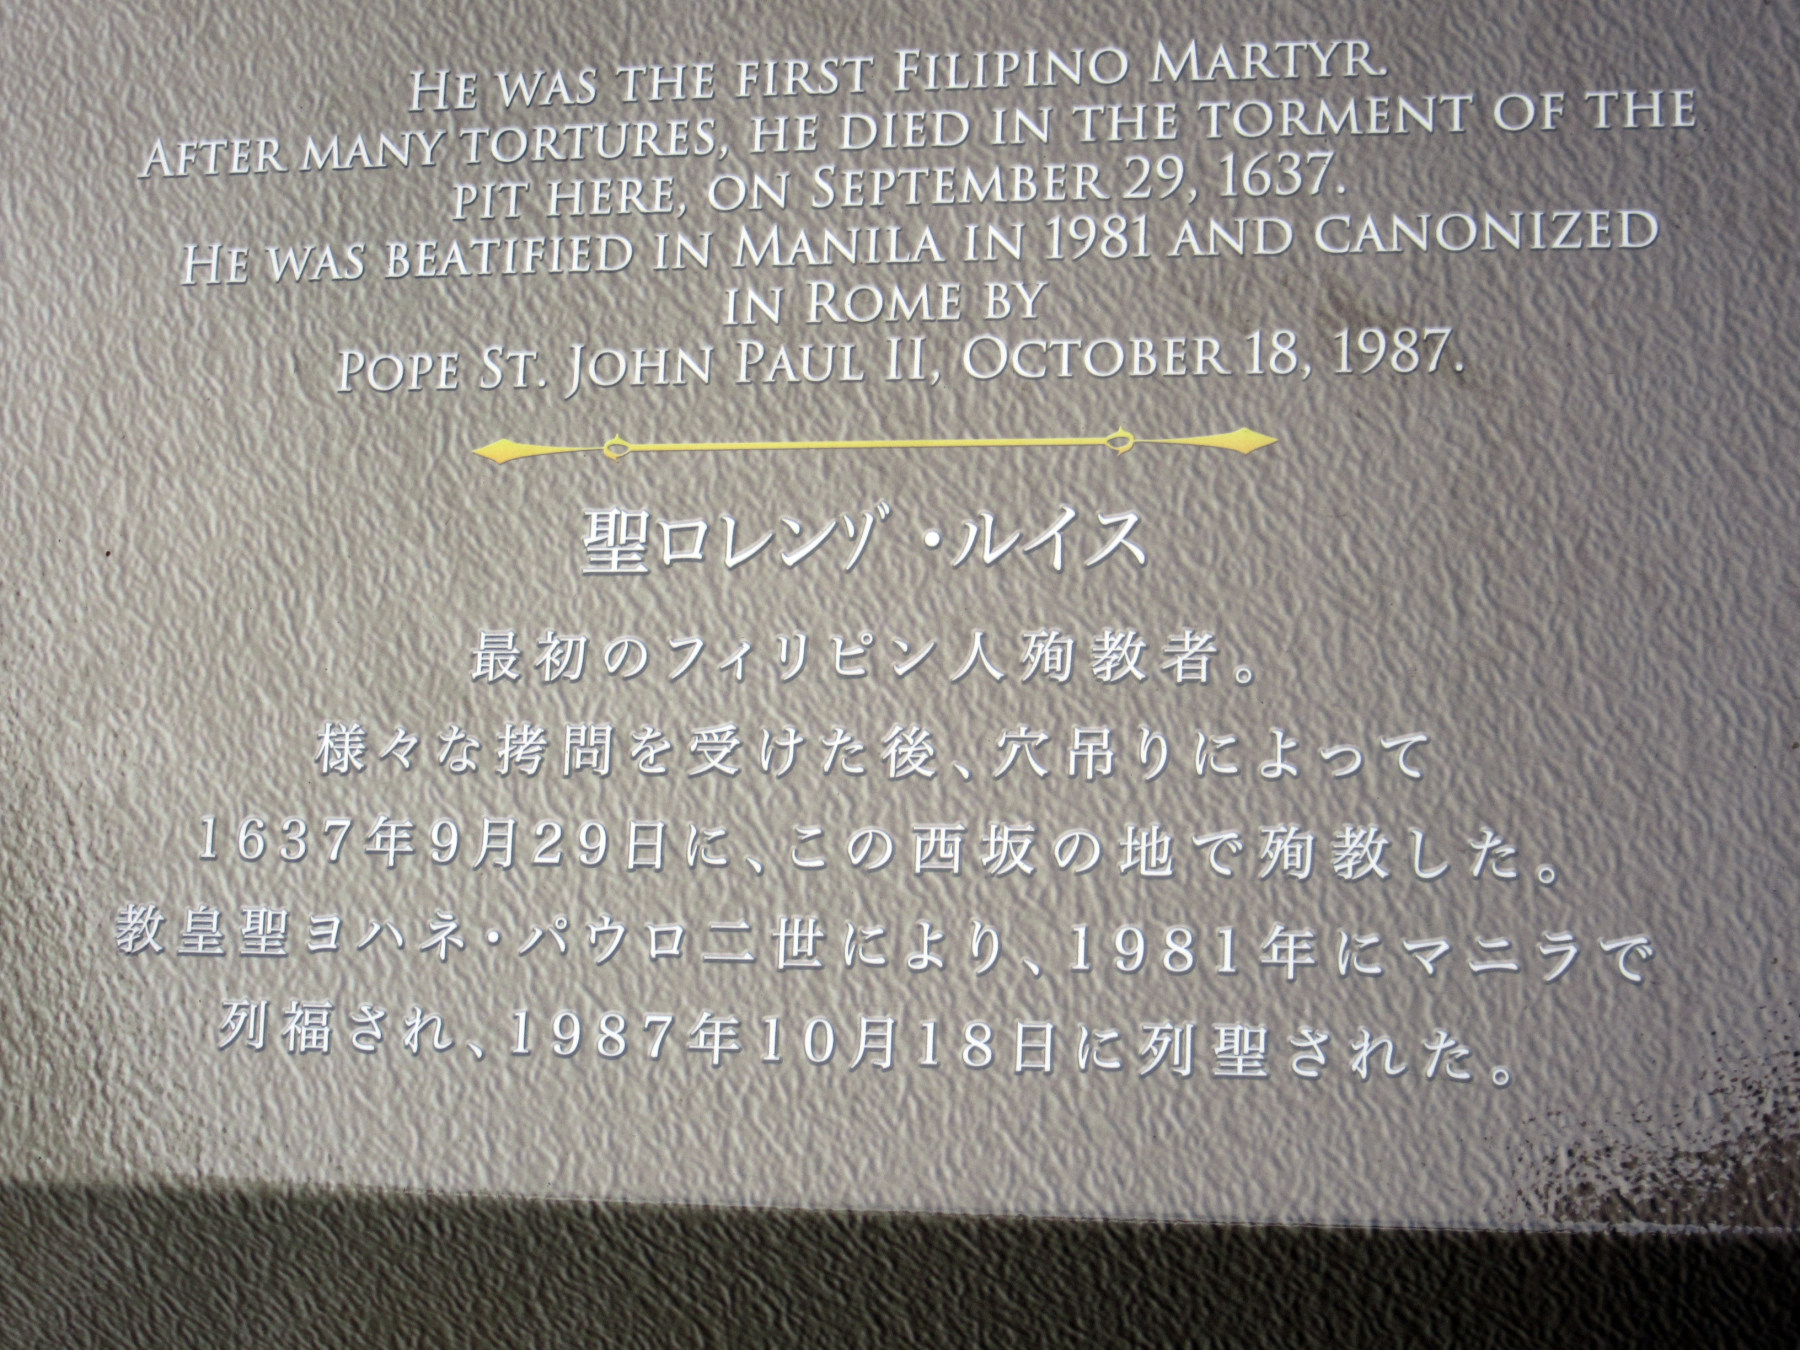 He was the first Filipino Martyr.
After many tortures, he died in the torment of the
pit here, on September 29, 1637.
He was beatified in Manila in 1981 and canonized
in Rome by
Pope St. John Paul II, October 18, 1987.
聖ロレンゾ・ルイス
最初のフィリピン人殉教者。
様々な拷問を受けた後、穴吊りによって
1637年9月29日に、この西坂の地で殉教した。
教皇聖ヨハネ・パウロ二世により、1981年にマニラで
列福され、1987年10月18日に列聖された。